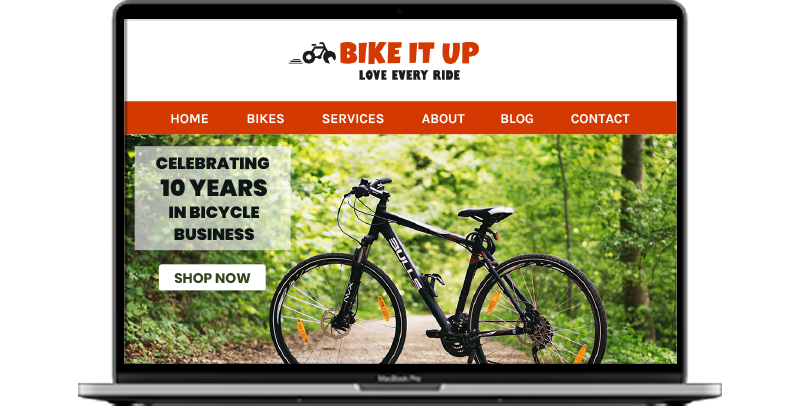 BIKE IT UP
LOVE EVERY RIDE
HOME BIKES SERVICES ABOUT BLOG CONTACT
CELEBRATING
10 YEARS
IN BICYCLE
BUSINESS
SHOP NOW
BULLS
MacBook Pro